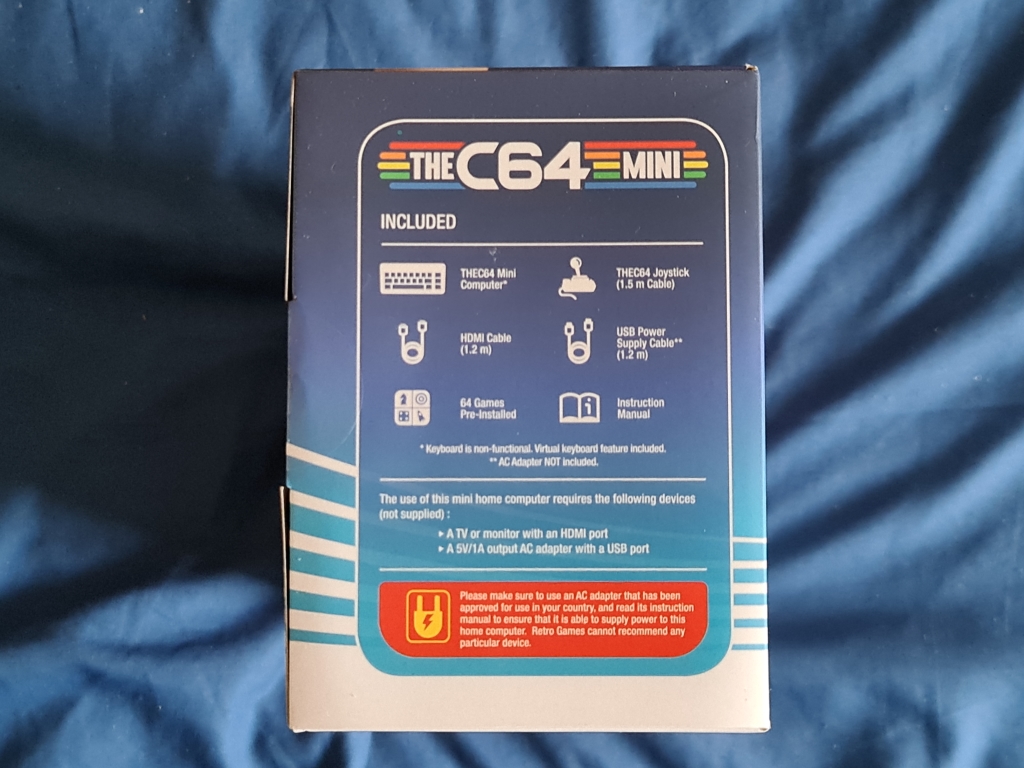 THEC64 MINI
INCLUDED
THEC64 Mini
Computer*
THEC64 Joystick
(1.5 m Cable)
HDMI Cable
(1.2 m)
USB Power
Supply Cable**
(1.2 m)
64 Games
Pre-Installed
Instruction
Manual
* Keyboard is non-functional. Virtual keyboard feature included.
** AC Adapter NOT included.
The use of this mini home computer requires the following devices
(not supplied) :
▸ A TV or monitor with an HDMI port
▸ A 5V/1A output AC adapter with a USB port
Please make sure to use an AC adapter that has been
approved for use in your country, and read its instruction
manual to ensure that it is able to supply power to this
home computer. Retro Games cannot recommend any
particular device.